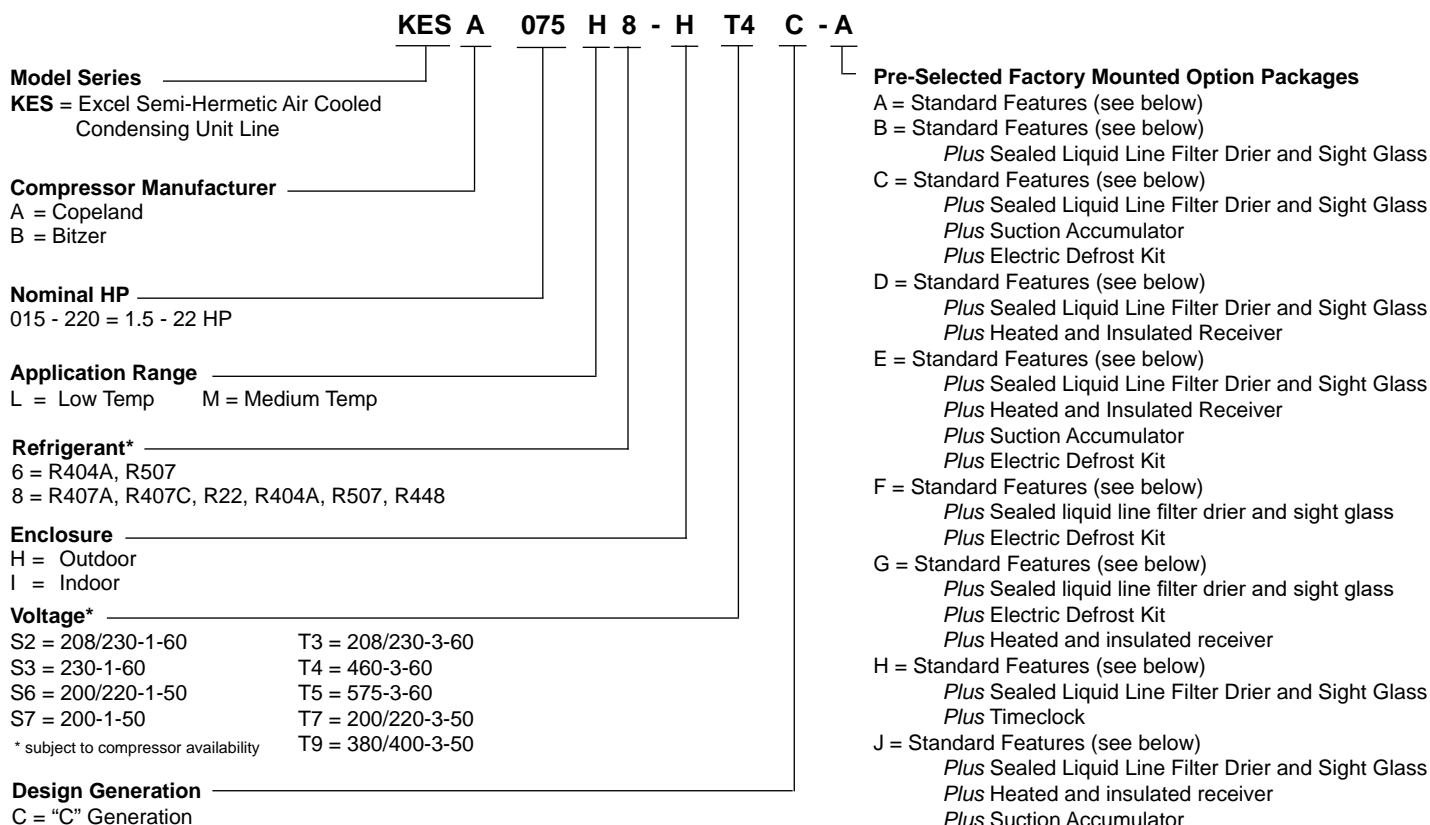 KES A 075 H 8 - H T4 C - A
Model Series
KES = Excel Semi-Hermetic Air Cooled
Condensing Unit Line
Compressor Manufacturer
A = Copeland
B = Bitzer
Nominal HP
015 - 220 = 1.5 - 22 HP
Application Range
L = Low Temp M = Medium Temp
Refrigerant*
6 = R404A, R507
8 = R407A, R407C, R22, R404A, R507, R448
Enclosure
H = Outdoor
I = Indoor
Voltage*
S2 = 208/230-1-60 T3 = 208/230-3-60
S3 = 230-1-60 T4 = 460-3-60
S6 = 200/220-1-50 T5 = 575-3-60
S7 = 200-1-50 T7 = 200/220-3-50
* subject to compressor availability T9 = 380/400-3-50
Design Generation
C = “C” Generation
Pre-Selected Factory Mounted Option Packages
A = Standard Features (see below)
B = Standard Features (see below)
Plus Sealed Liquid Line Filter Drier and Sight Glass
C = Standard Features (see below)
Plus Sealed Liquid Line Filter Drier and Sight Glass
Plus Suction Accumulator
Plus Electric Defrost Kit
D = Standard Features (see below)
Plus Sealed Liquid Line Filter Drier and Sight Glass
Plus Heated and Insulated Receiver
E = Standard Features (see below)
Plus Sealed Liquid Line Filter Drier and Sight Glass
Plus Heated and Insulated Receiver
Plus Suction Accumulator
Plus Electric Defrost Kit
F = Standard Features (see below)
Plus Sealed liquid line filter drier and sight glass
Plus Electric Defrost Kit
G = Standard Features (see below)
Plus Sealed liquid line filter drier and sight glass
Plus Electric Defrost Kit
Plus Heated and insulated receiver
H = Standard Features (see below)
Plus Sealed Liquid Line Filter Drier and Sight Glass
Plus Timeclock
J = Standard Features (see below)
Plus Sealed Liquid Line Filter Drier and Sight Glass
Plus Heated and insulated receiver
Plus Suction Accumulator